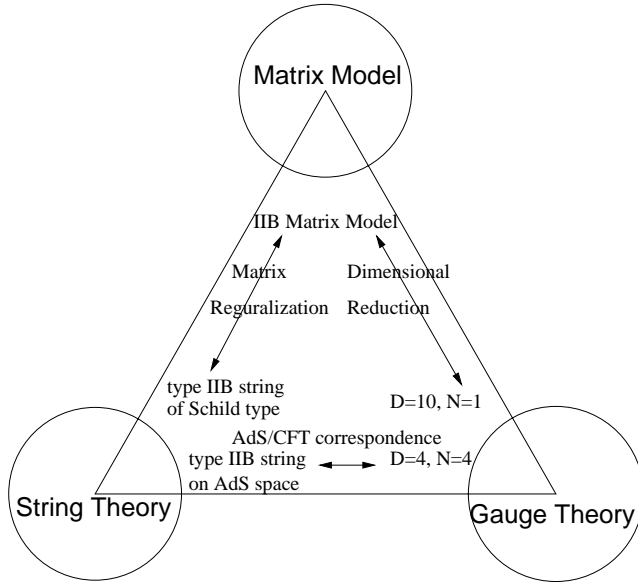 Matrix Model
IIB Matrix Model
Matrix
Reguralization
Dimensional
Reduction
type IIB string
of Schild type
D=10, N=1
AdS/CFT correspondence
type IIB string
on AdS space
D=4, N=4
String Theory
Gauge Theory